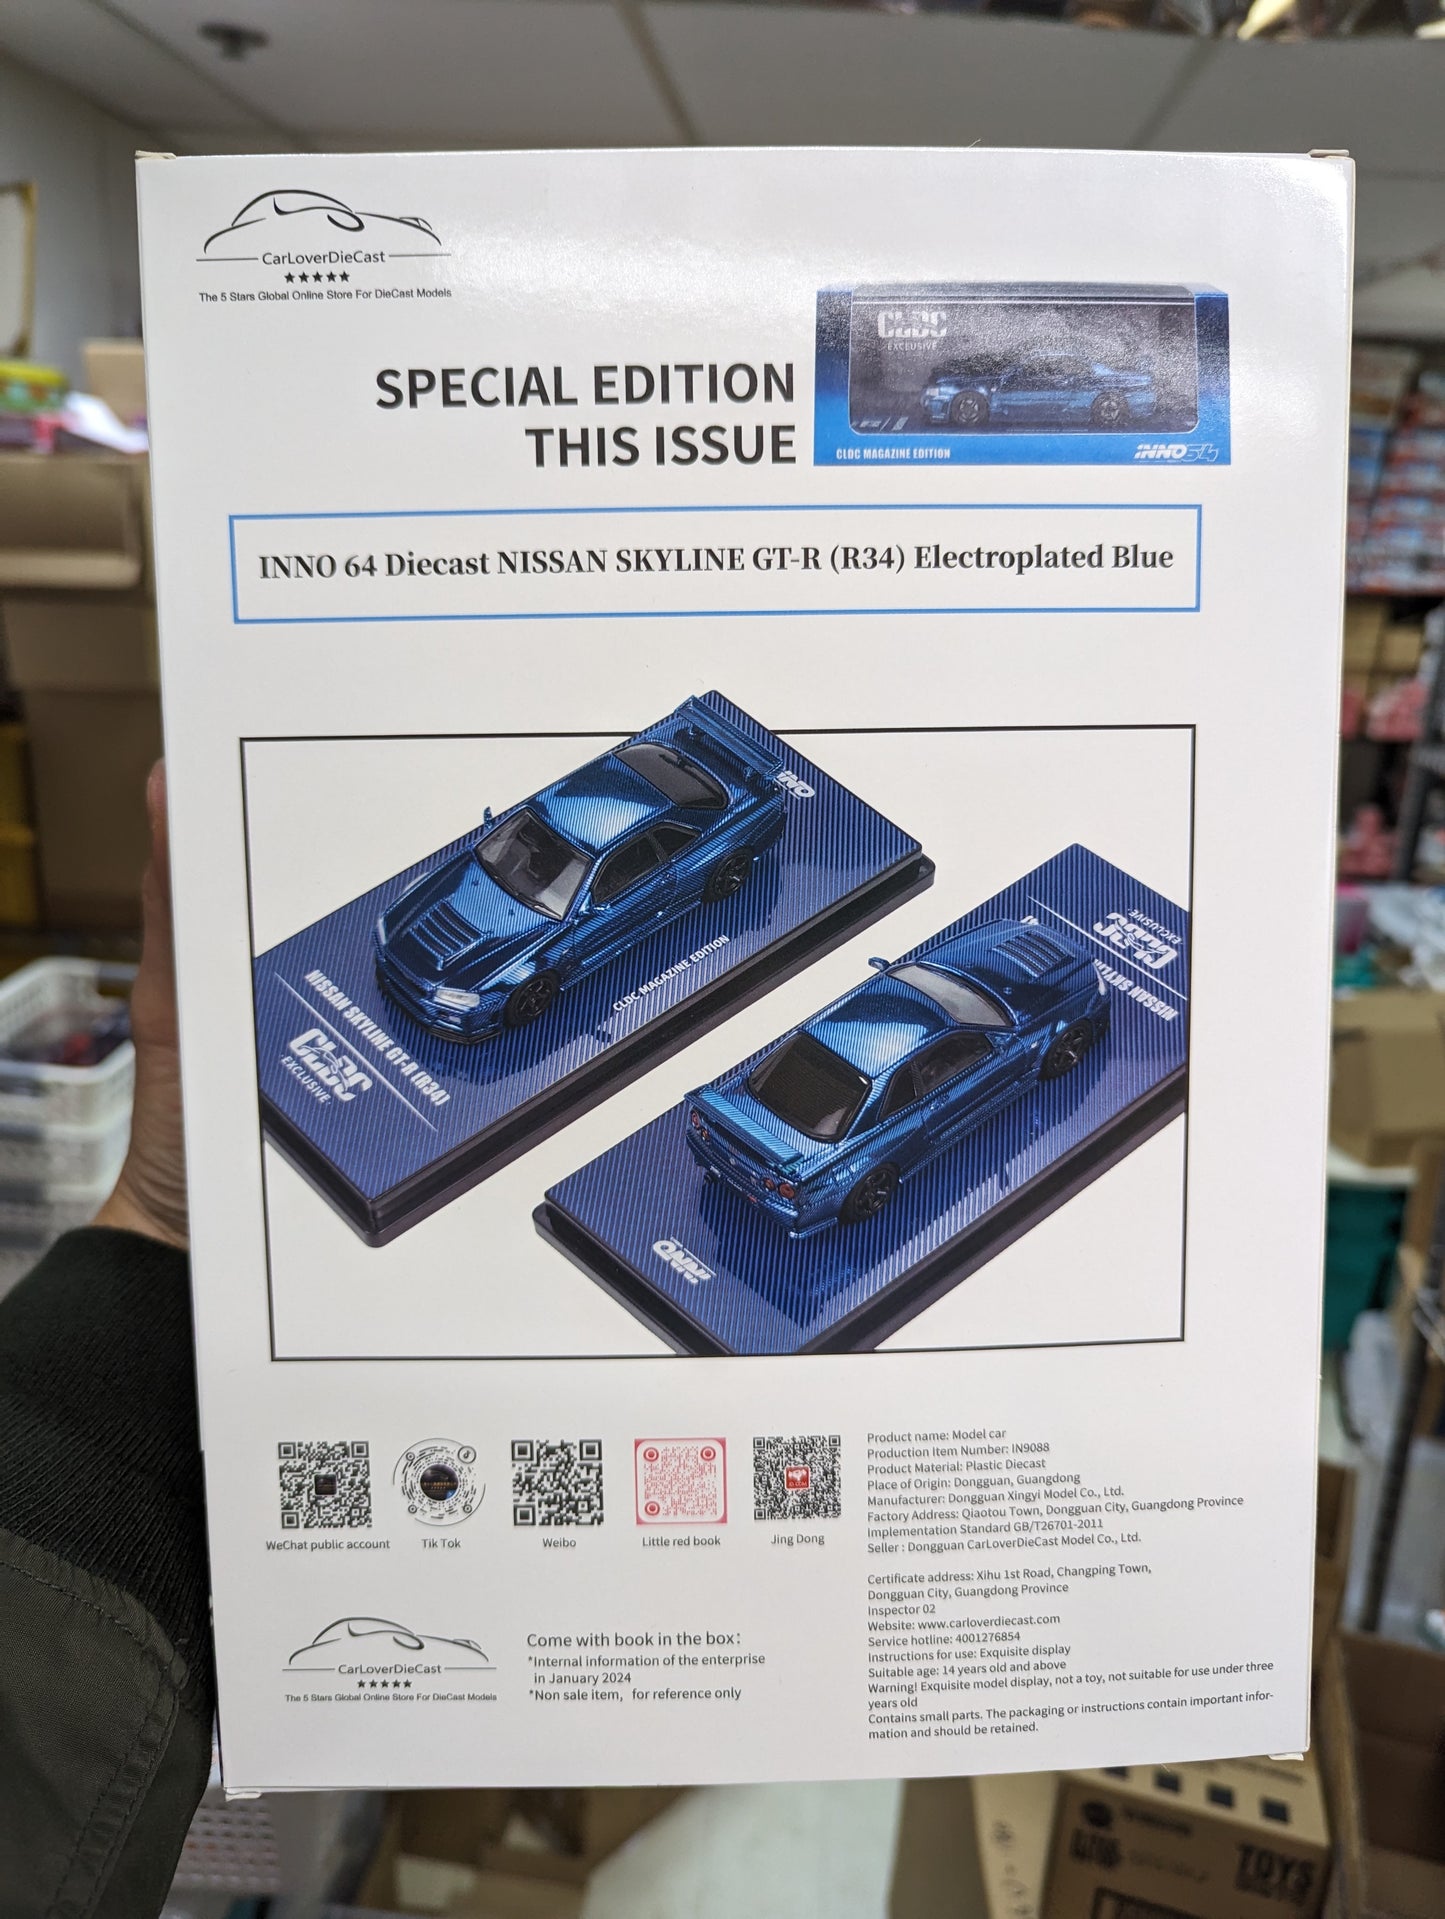 CarLoverDieCast
★★★★★
The 5 Stars Global Online Store For DieCast Models
SPECIAL EDITION
THIS ISSUE
CLDC
EXCLUSIVE
CLDC MAGAZINE EDITION
INNO64
INNO 64 Diecast NISSAN SKYLINE GT-R (R34) Electroplated Blue
INNO
CLDC MAGAZINE EDITION
NISSAN SKYLINE GT-R (R34)
CLDC
EXCLUSIVE
CLDC
EXCLUSIVE
NISSAN SKYLIN
INNO
WeChat public account
Tik Tok
Weibo
Little red book
JD.COM
Jing Dong
Product name: Model car
Production Item Number: IN9088
Product Material: Plastic Diecast
Place of Origin: Dongguan, Guangdong
Manufacturer: Dongguan Xingyi Model Co., Ltd.
Factory Address: Qiaotou Town, Dongguan City, Guangdong Province
Implementation Standard GB/T26701-2011
Seller : Dongguan CarLoverDieCast Model Co., Ltd.
Certificate address: Xihu 1st Road, Changping Town,
Dongguan City, Guangdong Province
Inspector 02
Website: www.carloverdiecast.com
Service hotline: 4001276854
Instructions for use: Exquisite display
Suitable age: 14 years old and above
Warning! Exquisite model display, not a toy, not suitable for use under three
years old
Contains small parts. The packaging or instructions contain important infor-
mation and should be retained.
CarLoverDieCast
★★★★★
The 5 Stars Global Online Store For DieCast Models
Come with book in the box：
*Internal information of the enterprise
in January 2024
*Non sale item，for reference only
TOYS